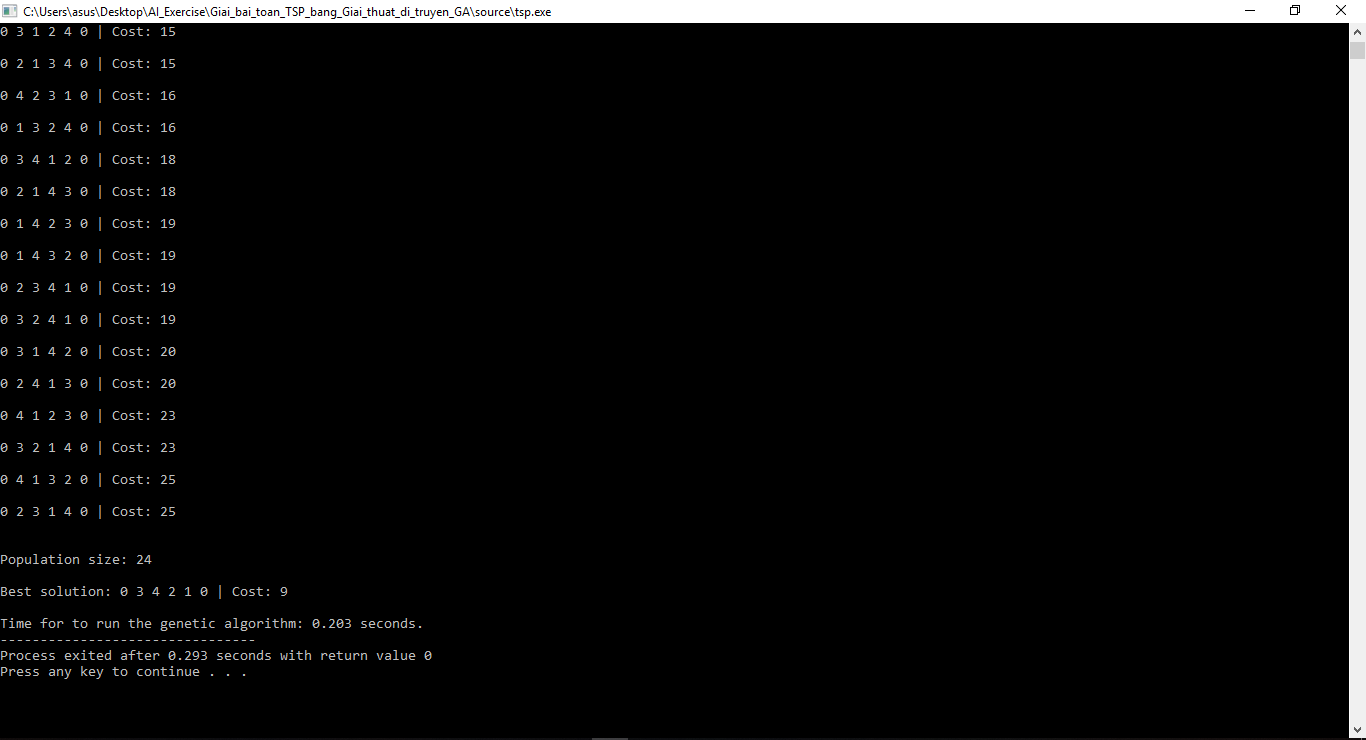 C:\Users\asus\Desktop\AI_Exercise\Giai_bai_toan_TSP_bang_Giai_thuat_di_truyen_GA\source\tsp.exe
0 3 1 2 4 0 | Cost: 15
0 2 1 3 4 0 | Cost: 15
0 4 2 3 1 0 | Cost: 16
0 1 3 2 4 0 | Cost: 16
0 3 4 1 2 0 | Cost: 18
0 2 1 4 3 0 | Cost: 18
0 1 4 2 3 0 | Cost: 19
0 1 4 3 2 0 | Cost: 19
0 2 3 4 1 0 | Cost: 19
0 3 2 4 1 0 | Cost: 19
0 3 1 4 2 0 | Cost: 20
0 2 4 1 3 0 | Cost: 20
0 4 1 2 3 0 | Cost: 23
0 3 2 1 4 0 | Cost: 23
0 4 1 3 2 0 | Cost: 25
0 2 3 1 4 0 | Cost: 25
Population size: 24
Best solution: 0 3 4 2 1 0 | Cost: 9
Time for to run the genetic algorithm: 0.203 seconds.
--------------------------------
Process exited after 0.293 seconds with return value 0
Press any key to continue . . .